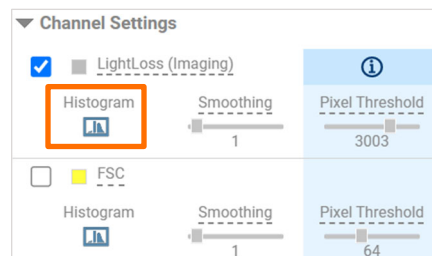 Channel Settings
LightLoss (Imaging)
Histogram Smoothing Pixel Threshold
1 3003
FSC
Histogram Smoothing Pixel Threshold
1 64